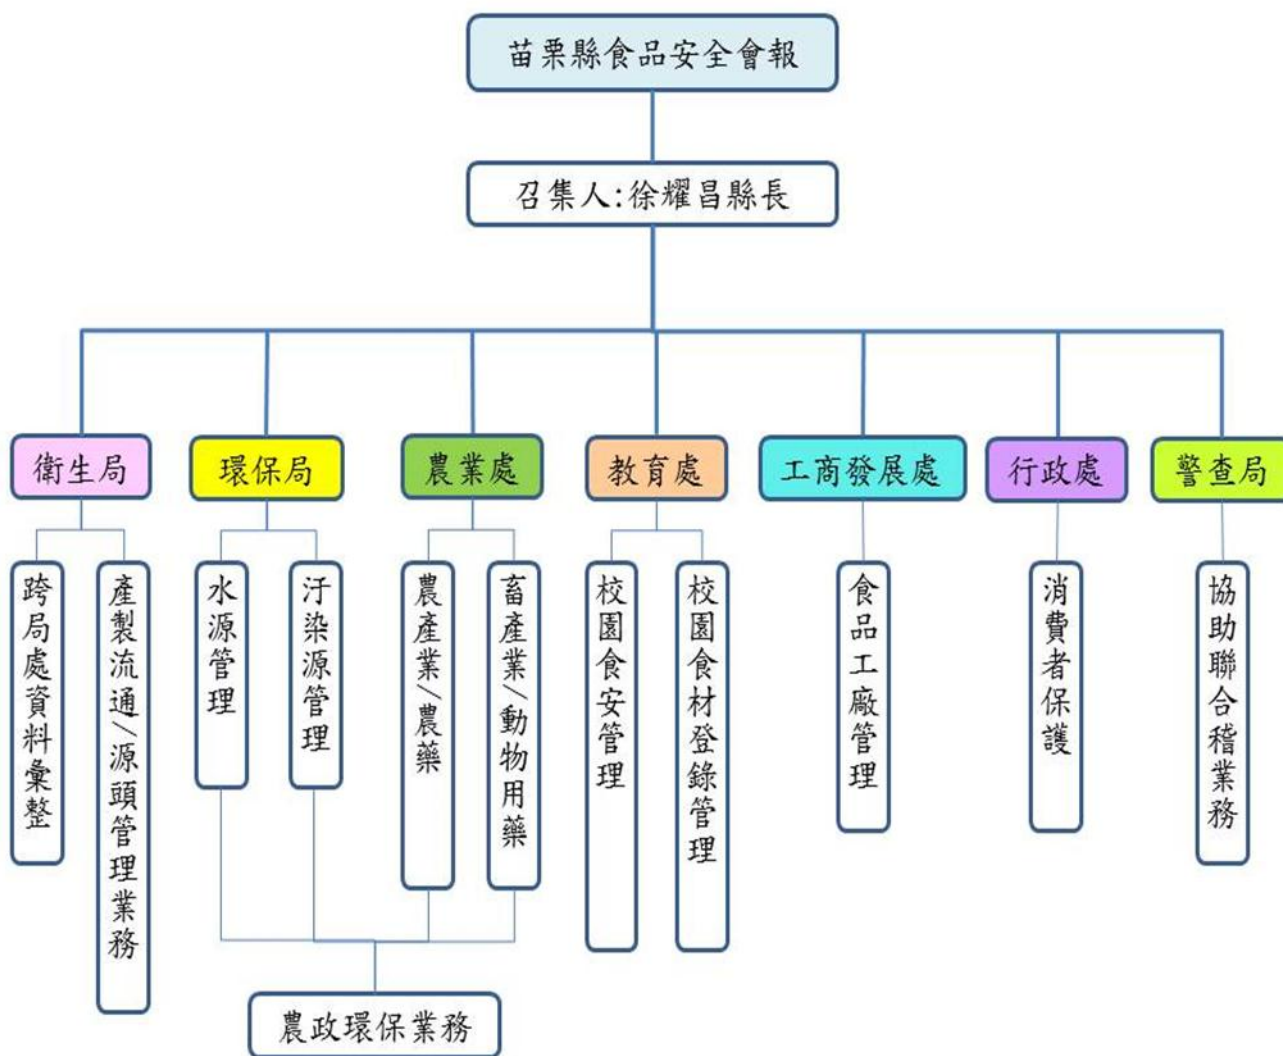 苗栗縣食品安全會報
召集人:徐耀昌縣長
衛生局
環保局
農業處
教育處
工商發展處
行政處
警查局
跨局處資料彙整
產製流通/源頭管理業務
水源管理
汙染源管理
農產業/農藥
畜產業/動物用藥
校園食安管理
校園食材登錄管理
食品工廠管理
消費者保護
協助聯合稽業務
農政環保業務